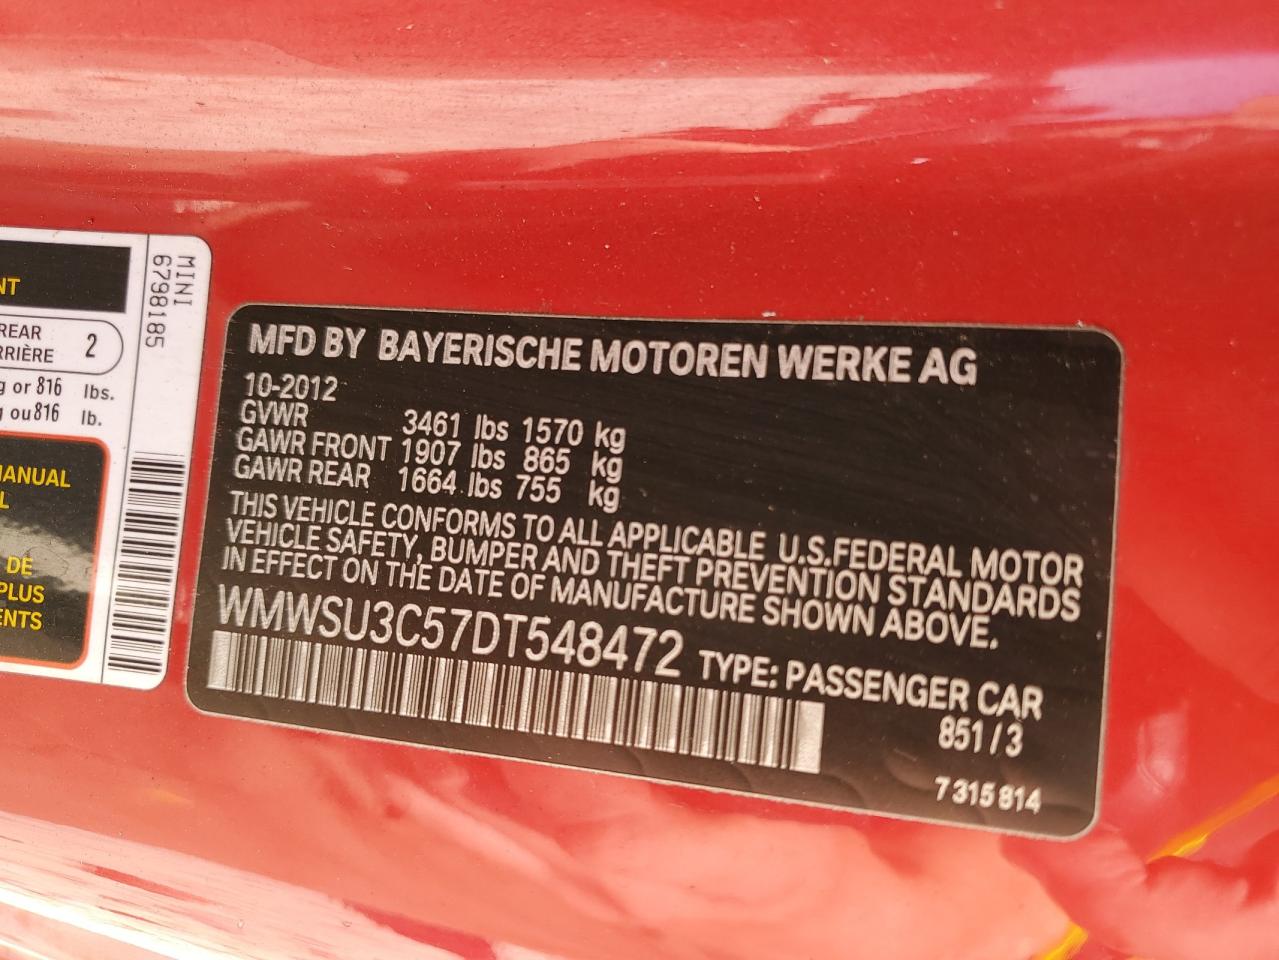 NT
REAR
RRIÈRE 2
g or 816 lbs.
g ou 816 lb.
MANUAL
L
DE
PLUS
ENTS
MINI
6798185
MFD BY BAYERISCHE MOTOREN WERKE AG
10-2012
GVWR 3461 lbs 1570 kg
GAWR FRONT 1907 lbs 865 kg
GAWR REAR 1664 lbs 755 kg
THIS VEHICLE CONFORMS TO ALL APPLICABLE U.S.FEDERAL MOTOR
VEHICLE SAFETY, BUMPER AND THEFT PREVENTION STANDARDS
IN EFFECT ON THE DATE OF MANUFACTURE SHOWN ABOVE.
WMWSU3C57DT548472 TYPE: PASSENGER CAR
851/3
7 315 814